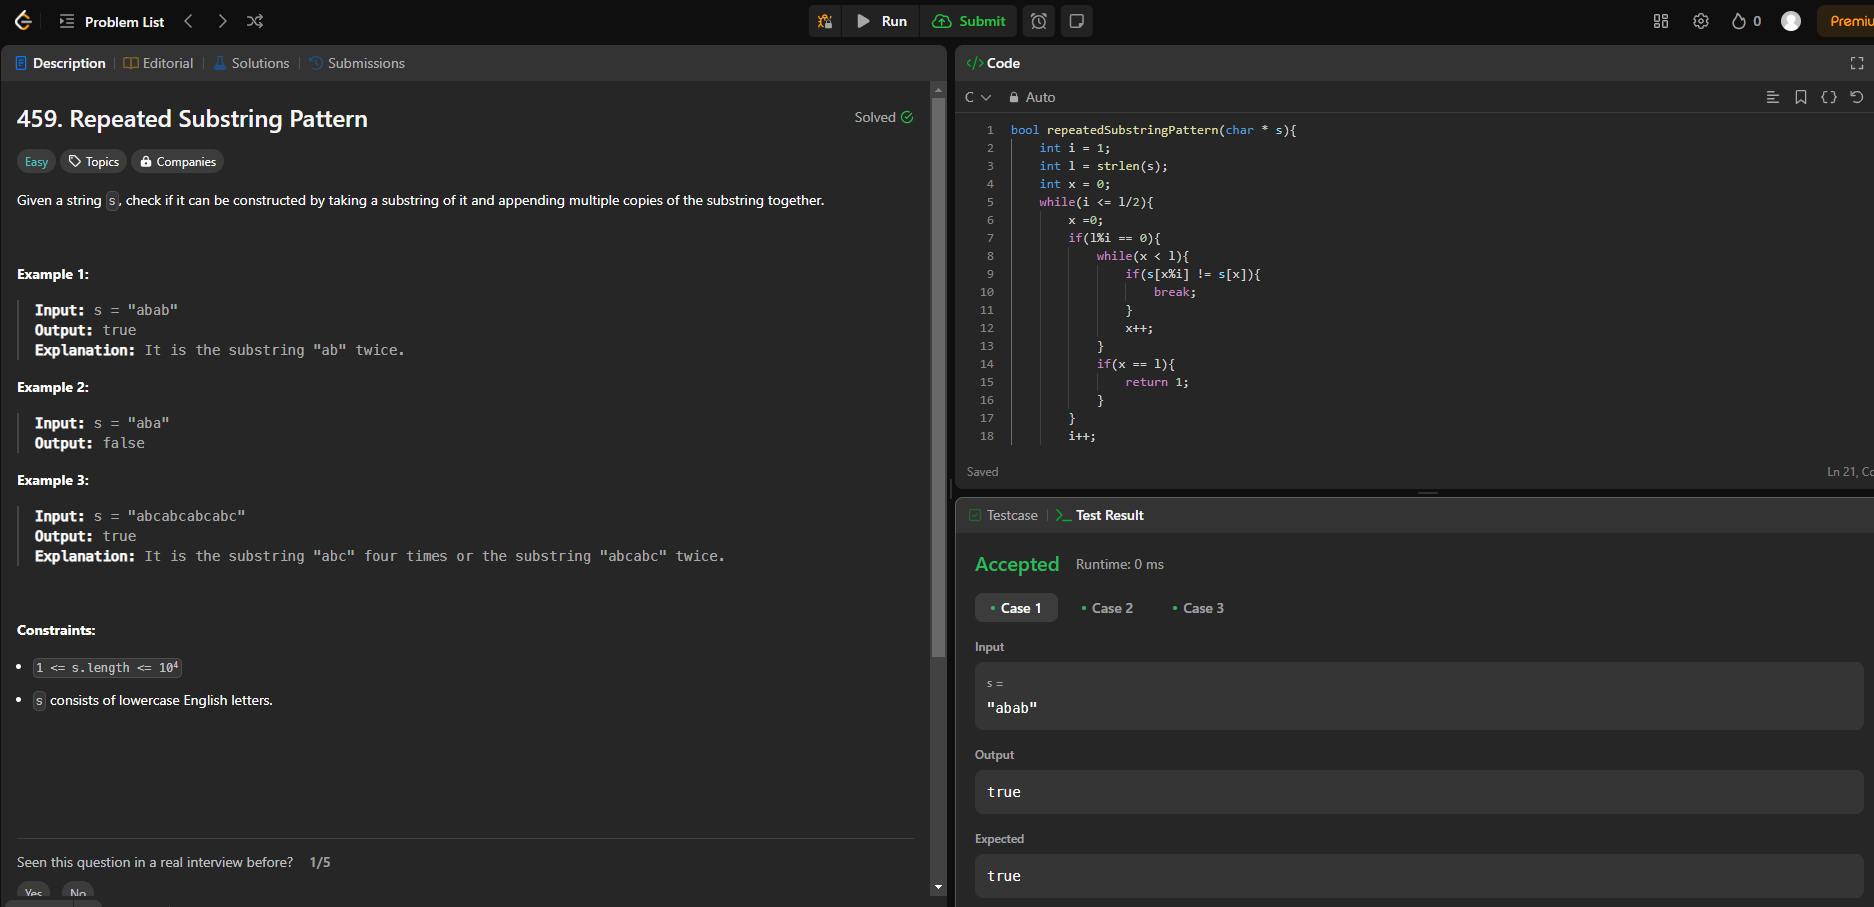 Problem List
Run
Submit
0
Premiu
Description
Editorial
Solutions
Submissions
459. Repeated Substring Pattern
Solved
Easy
Topics
Companies
Given a string s, check if it can be constructed by taking a substring of it and appending multiple copies of the substring together.
Example 1:
Input: s = "abab"
Output: true
Explanation: It is the substring "ab" twice.
Example 2:
Input: s = "aba"
Output: false
Example 3:
Input: s = "abcabcabcabc"
Output: true
Explanation: It is the substring "abc" four times or the substring "abcabc" twice.
Constraints:
• 1 <= s.length <= 10⁴
• s consists of lowercase English letters.
Seen this question in a real interview before? 1/5
Yes
No
</> Code
C
Auto
1 bool repeatedSubstringPattern(char * s){
2 int i = 1;
3 int l = strlen(s);
4 int x = 0;
5 while(i <= l/2){
6 x =0;
7 if(l%i == 0){
8 while(x < l){
9 if(s[x%i] != s[x]){
10 break;
11 }
12 x++;
13 }
14 if(x == l){
15 return 1;
16 }
17 }
18 i++;
Saved
Ln 21, Co
Testcase
>_ Test Result
Accepted
Runtime: 0 ms
• Case 1
• Case 2
• Case 3
Input
s =
"abab"
Output
true
Expected
true